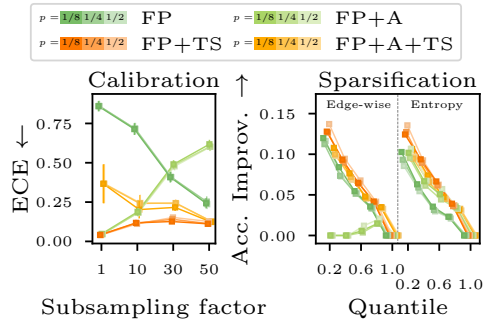 p = 1/8 1/4 1/2 FP p = 1/8 1/4 1/2 FP+A
p = 1/8 1/4 1/2 FP+TS p = 1/8 1/4 1/2 FP+A+TS
Calibration
ECE ←
0.75
0.50
0.25
0.00
1 10 30 50
Subsampling factor
Sparsification
Acc. Improv. →
Edge-wise Entropy
0.15
0.10
0.05
0.00
0.2 0.6 1.0
0.2 0.6 1.0
Quantile